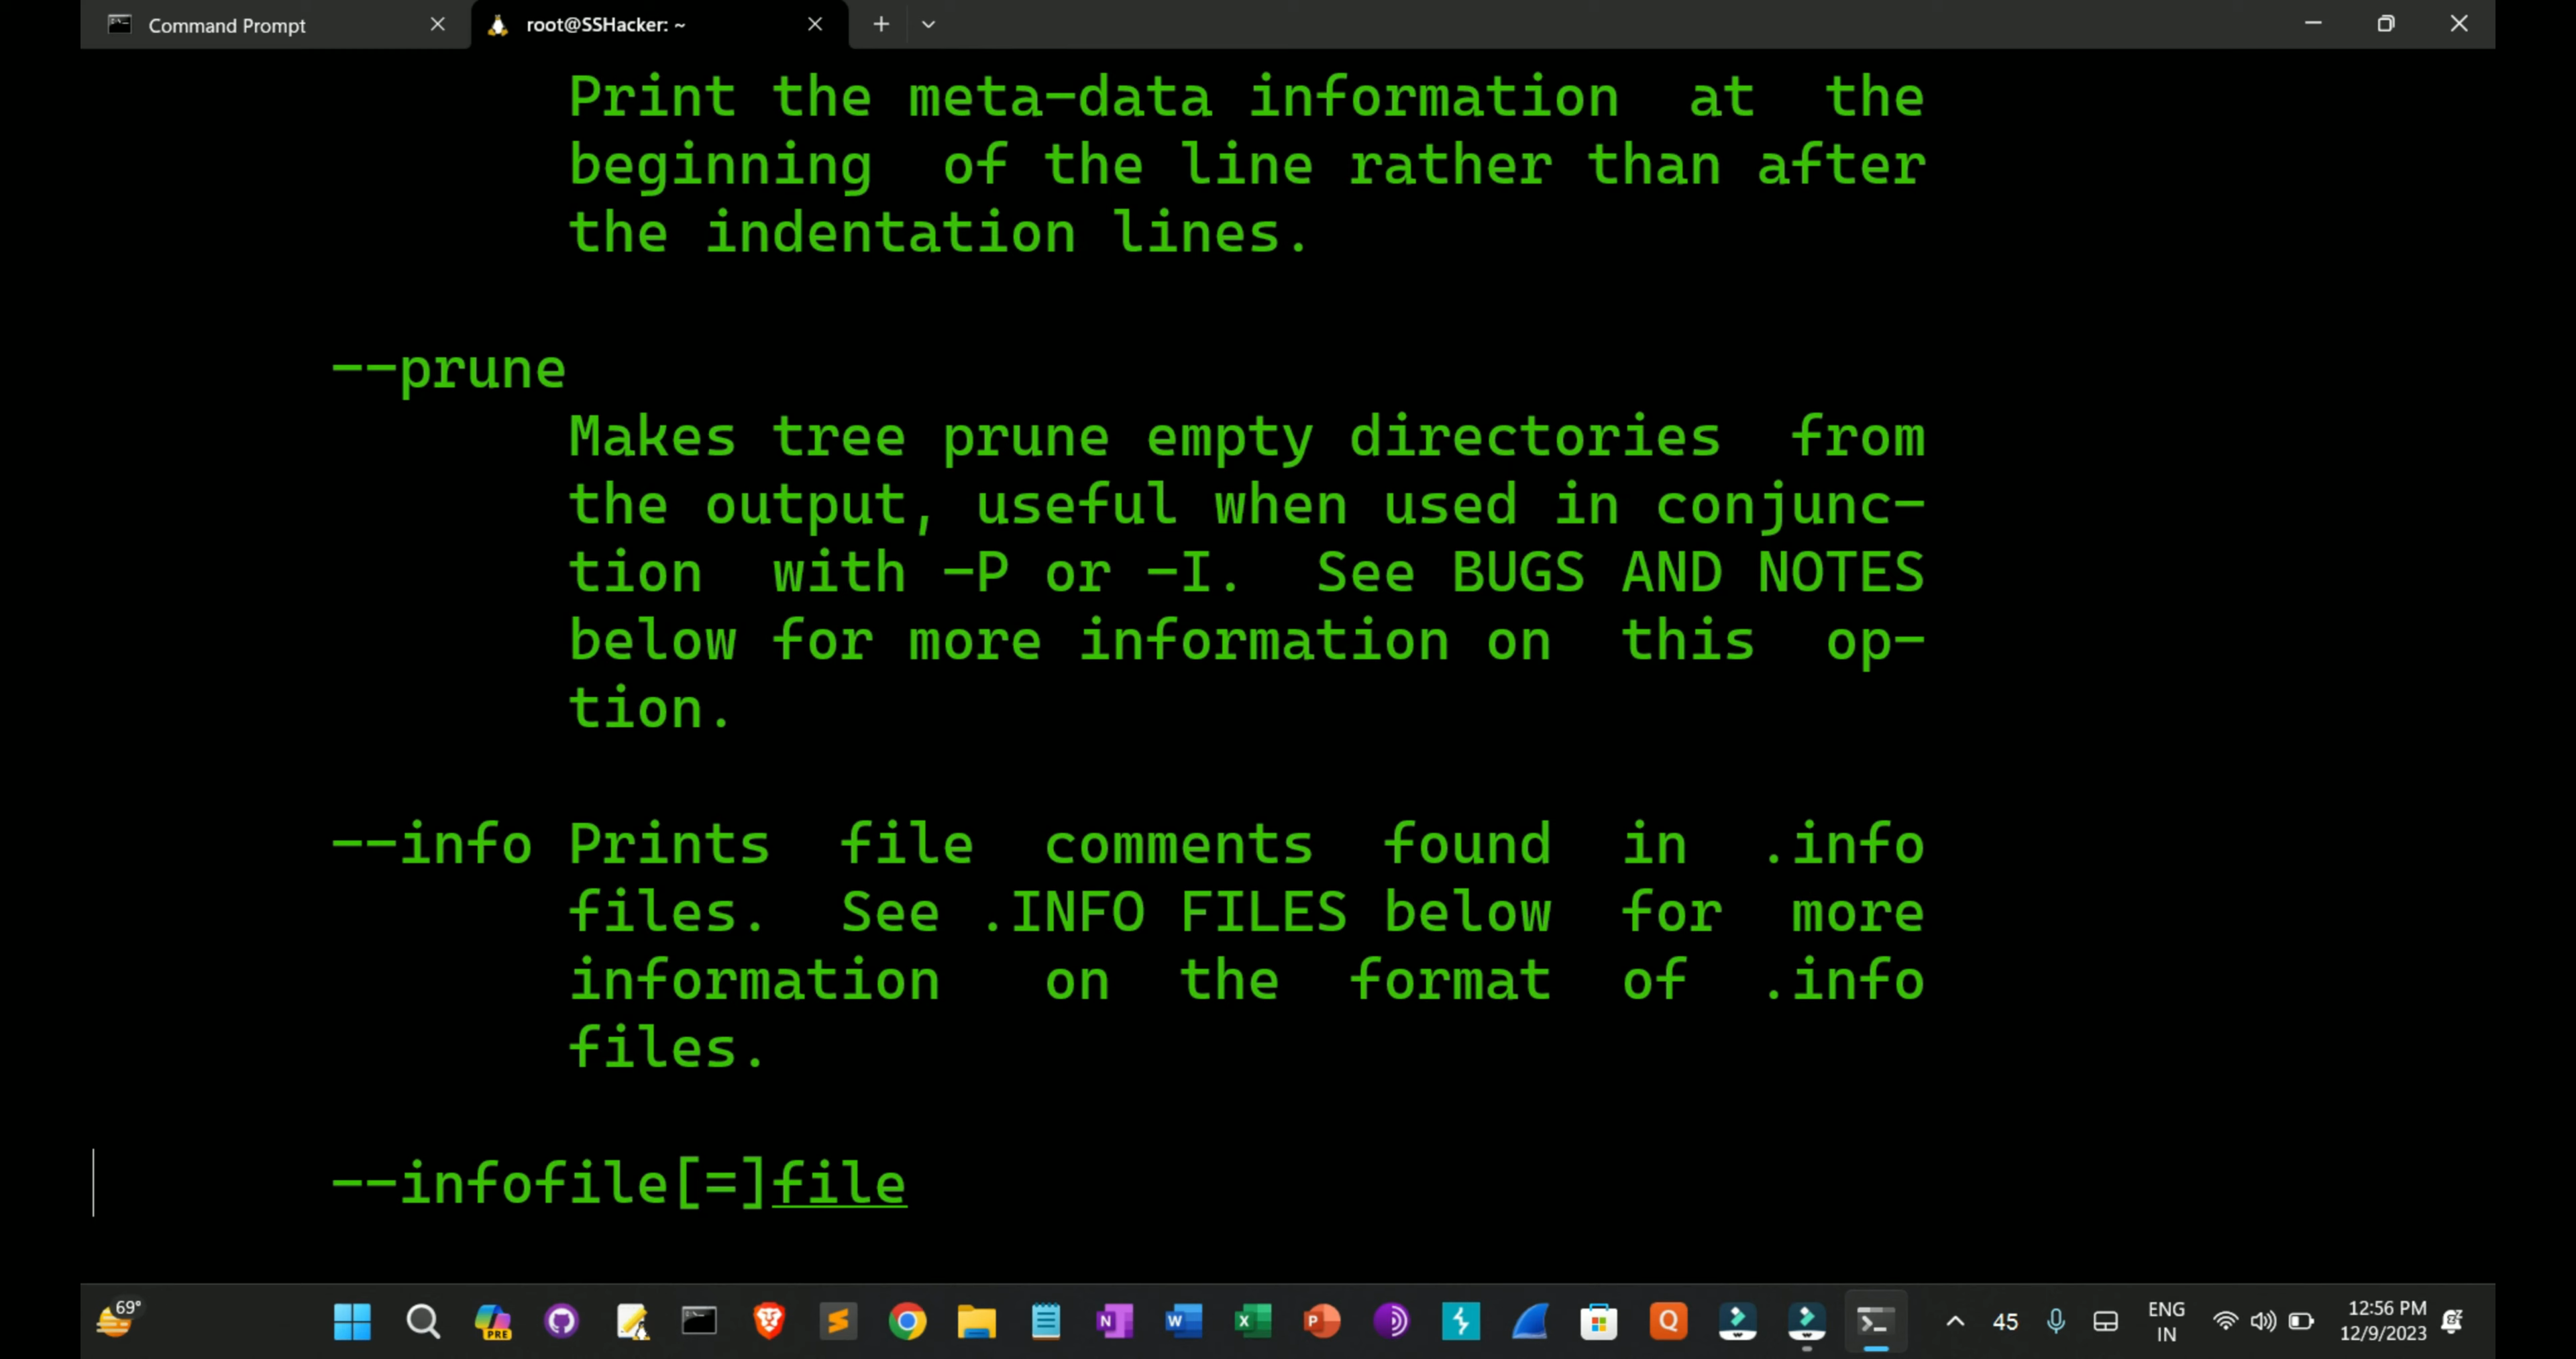 Command Prompt
root@SSHacker: ~
Print the meta-data information at the
beginning of the line rather than after
the indentation lines.
--prune
Makes tree prune empty directories from
the output, useful when used in conjunc-
tion with -P or -I. See BUGS AND NOTES
below for more information on this op-
tion.
--info Prints file comments found in .info
files. See .INFO FILES below for more
information on the format of .info
files.
--infofile[=]file
69°
PRE
N
W
X
P
Q
45
ENG
IN
12:56 PM
12/9/2023